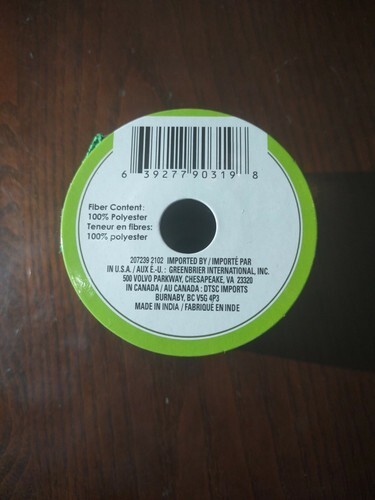 6 39277 90319 8
Fiber Content:
100% Polyester
Teneur en fibres:
100% polyester
207239 2102 IMPORTED BY / IMPORTÉ PAR
IN U.S.A. / AUX É.-U. : GREENBRIER INTERNATIONAL, INC.
500 VOLVO PARKWAY, CHESAPEAKE, VA 23320
IN CANADA / AU CANADA : DTSC IMPORTS
BURNABY, BC V5G 4P3
MADE IN INDIA / FABRIQUÉ EN INDE